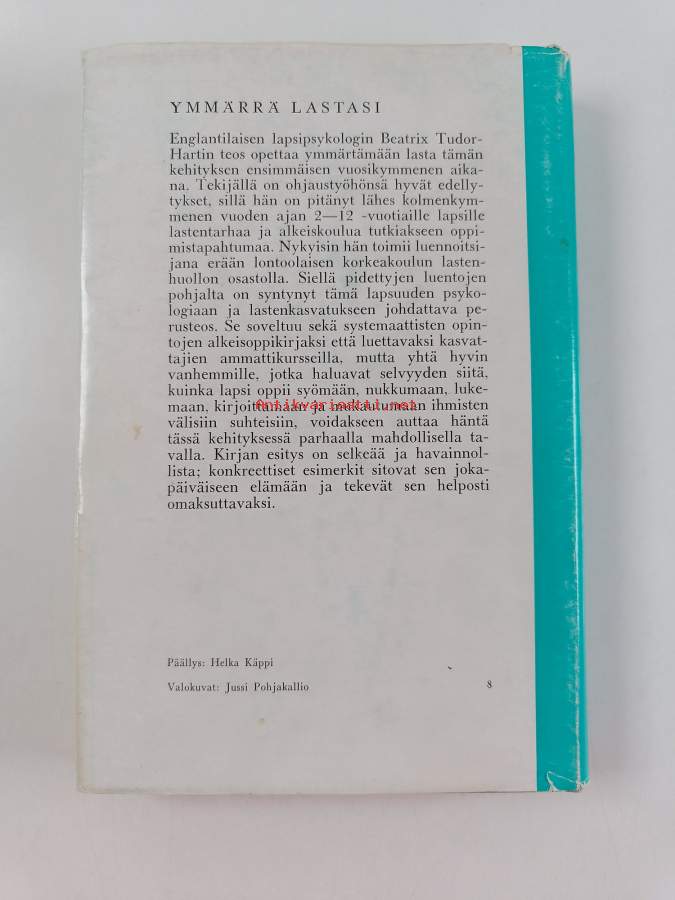 YMMÄRRÄ LASTASI
Englantilaisen lapsipsykologin Beatrix Tudor-
Hartin teos opettaa ymmärtämään lasta tämän
kehityksen ensimmäisen vuosikymmenen aika-
na. Tekijällä on ohjaustyöhönsä hyvät edelly-
tykset, sillä hän on pitänyt lähes kolmenkym-
menen vuoden ajan 2—12 -vuotiaille lapsille
lastentarhaa ja alkeiskoulua tutkiakseen oppi-
mistapahtumaa. Nykyisin hän toimii luennoitsi-
jana erään lontoolaisen korkeakoulun lasten-
huollon osastolla. Siellä pidettyjen luentojen
pohjalta on syntynyt tämä lapsuuden psyko-
logiaan ja lastenkasvatukseen johdattava pe-
rusteos. Se soveltuu sekä systemaattisten opin-
tojen alkeisoppikirjaksi että luettavaksi kasvat-
tajien ammattikursseilla, mutta yhtä hyvin
vanhemmille, jotka haluavat selvyyden siitä,
kuinka lapsi oppii syömään, nukkumaan, luke-
maan, kirjoittamaan ja mukautumaan ihmisten
Antikvariaatti.net
välisiin suhteisiin, voidakseen auttaa häntä
tässä kehityksessä parhaalla mahdollisella ta-
valla. Kirjan esitys on selkeää ja havainnol-
lista; konkreettiset esimerkit sitovat sen joka-
päiväiseen elämään ja tekevät sen helposti
omaksuttavaksi.
Päällys: Helka Käppi
Valokuvat: Jussi Pohjakallio
8